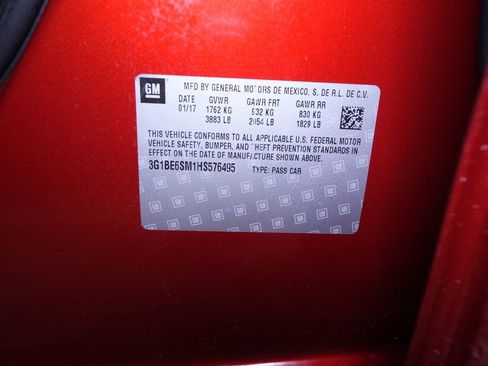 GM
MFD BY GENERAL MOTORS DE MEXICO, S. DE R.L. DE C.V.
DATE GVWR GAWR FRT GAWR RR
01/17 1762 KG 932 KG 830 KG
3883 LB 2054 LB 1829 LB
THIS VEHICLE CONFORMS TO ALL APPLICABLE U.S. FEDERAL MOTOR
VEHICLE SAFETY, BUMPER, AND THEFT PREVENTION STANDARDS IN
EFFECT ON THE DATE OF MANUFACTURE SHOWN ABOVE.
3G1BE6SM1HS576495 TYPE: PASS CAR